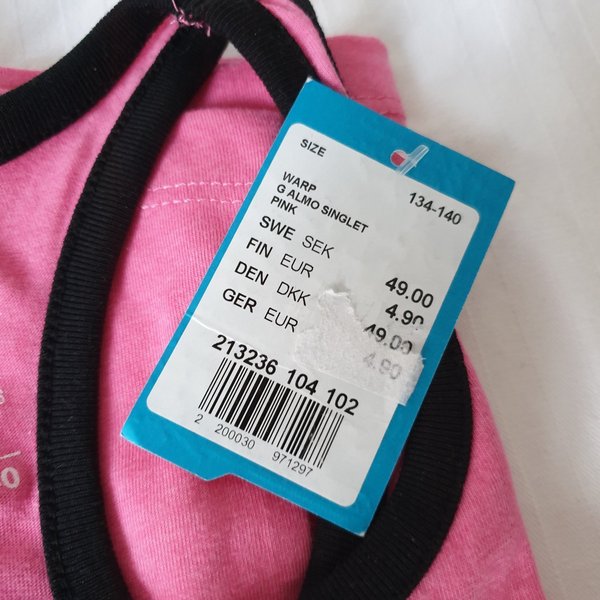 SIZE
134-140
WARP
G ALMO SINGLET
PINK
SWE SEK 49.00
FIN EUR 4.90
DEN DKK 49.00
GER EUR 4.90
213236 104 102
2 200030 971297